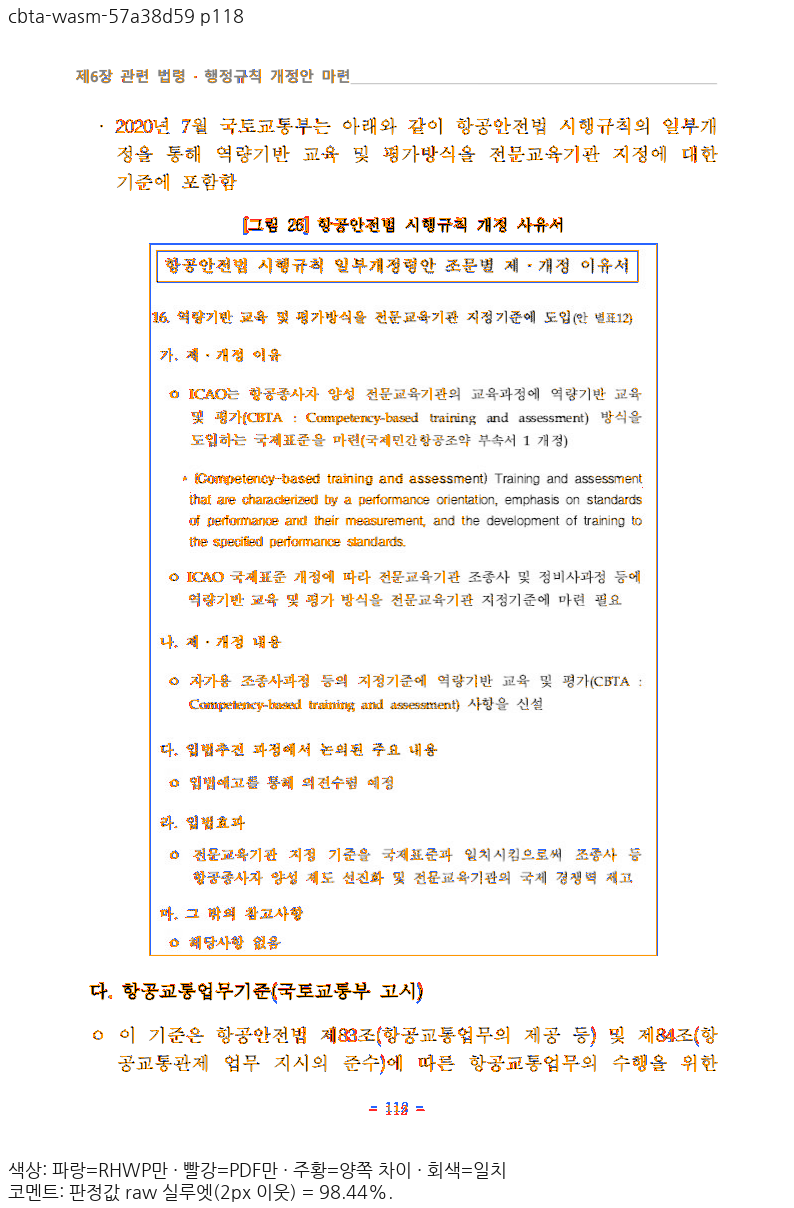 cbta-wasm-57a38d59 p118
제6장 관련 법령 · 행정규칙 개정안 마련
· 2020년 7월 국토교통부는 아래와 같이 항공안전법 시행규칙의 일부개
정을 통해 역량기반 교육 및 평가방식을 전문교육기관 지정에 대한
기준에 포함함
[그림 26] 항공안전법 시행규칙 개정 사유서
항공안전법 시행규칙 일부개정령안 조문별 제·개정 이유서
16. 역량기반 교육 및 평가방식을 전문교육기관 지정기준에 도입(안 별표12)
가. 제·개정 이유
ㅇ ICAO는 항공종사자 양성 전문교육기관의 교육과정에 역량기반 교육
및 평가(CBTA : Competency-based training and assessment) 방식을
도입하는 국제표준을 마련(국제민간항공조약 부속서 1 개정)
* (Competency-based training and assessment) Training and assessment
that are characterized by a performance orientation, emphasis on standards
of performance and their measurement, and the development of training to
the specified performance standards.
ㅇ ICAO 국제표준 개정에 따라 전문교육기관 조종사 및 정비사과정 등에
역량기반 교육 및 평가 방식을 전문교육기관 지정기준에 마련 필요
나. 제·개정 내용
ㅇ 자가용 조종사과정 등의 지정기준에 역량기반 교육 및 평가(CBTA :
Competency-based training and assessment) 사항을 신설
다. 입법추진 과정에서 논의된 주요 내용
ㅇ 입법예고를 통해 의견수렴 예정
라. 입법효과
ㅇ 전문교육기관 지정 기준을 국제표준과 일치시킴으로써 조종사 등
항공종사자 양성 제도 선진화 및 전문교육기관의 국제 경쟁력 제고
마. 그 밖의 참고사항
ㅇ 해당사항 없음
다. 항공교통업무기준(국토교통부 고시)
ㅇ 이 기준은 항공안전법 제83조(항공교통업무의 제공 등) 및 제84조(항
공교통관제 업무 지시의 준수)에 따른 항공교통업무의 수행을 위한
색상: 파랑=RHWP만 · 빨강=PDF만 · 주황=양쪽 차이 · 회색=일치
코멘트: 판정값 raw 실루엣(2px 이웃) = 98.44%.